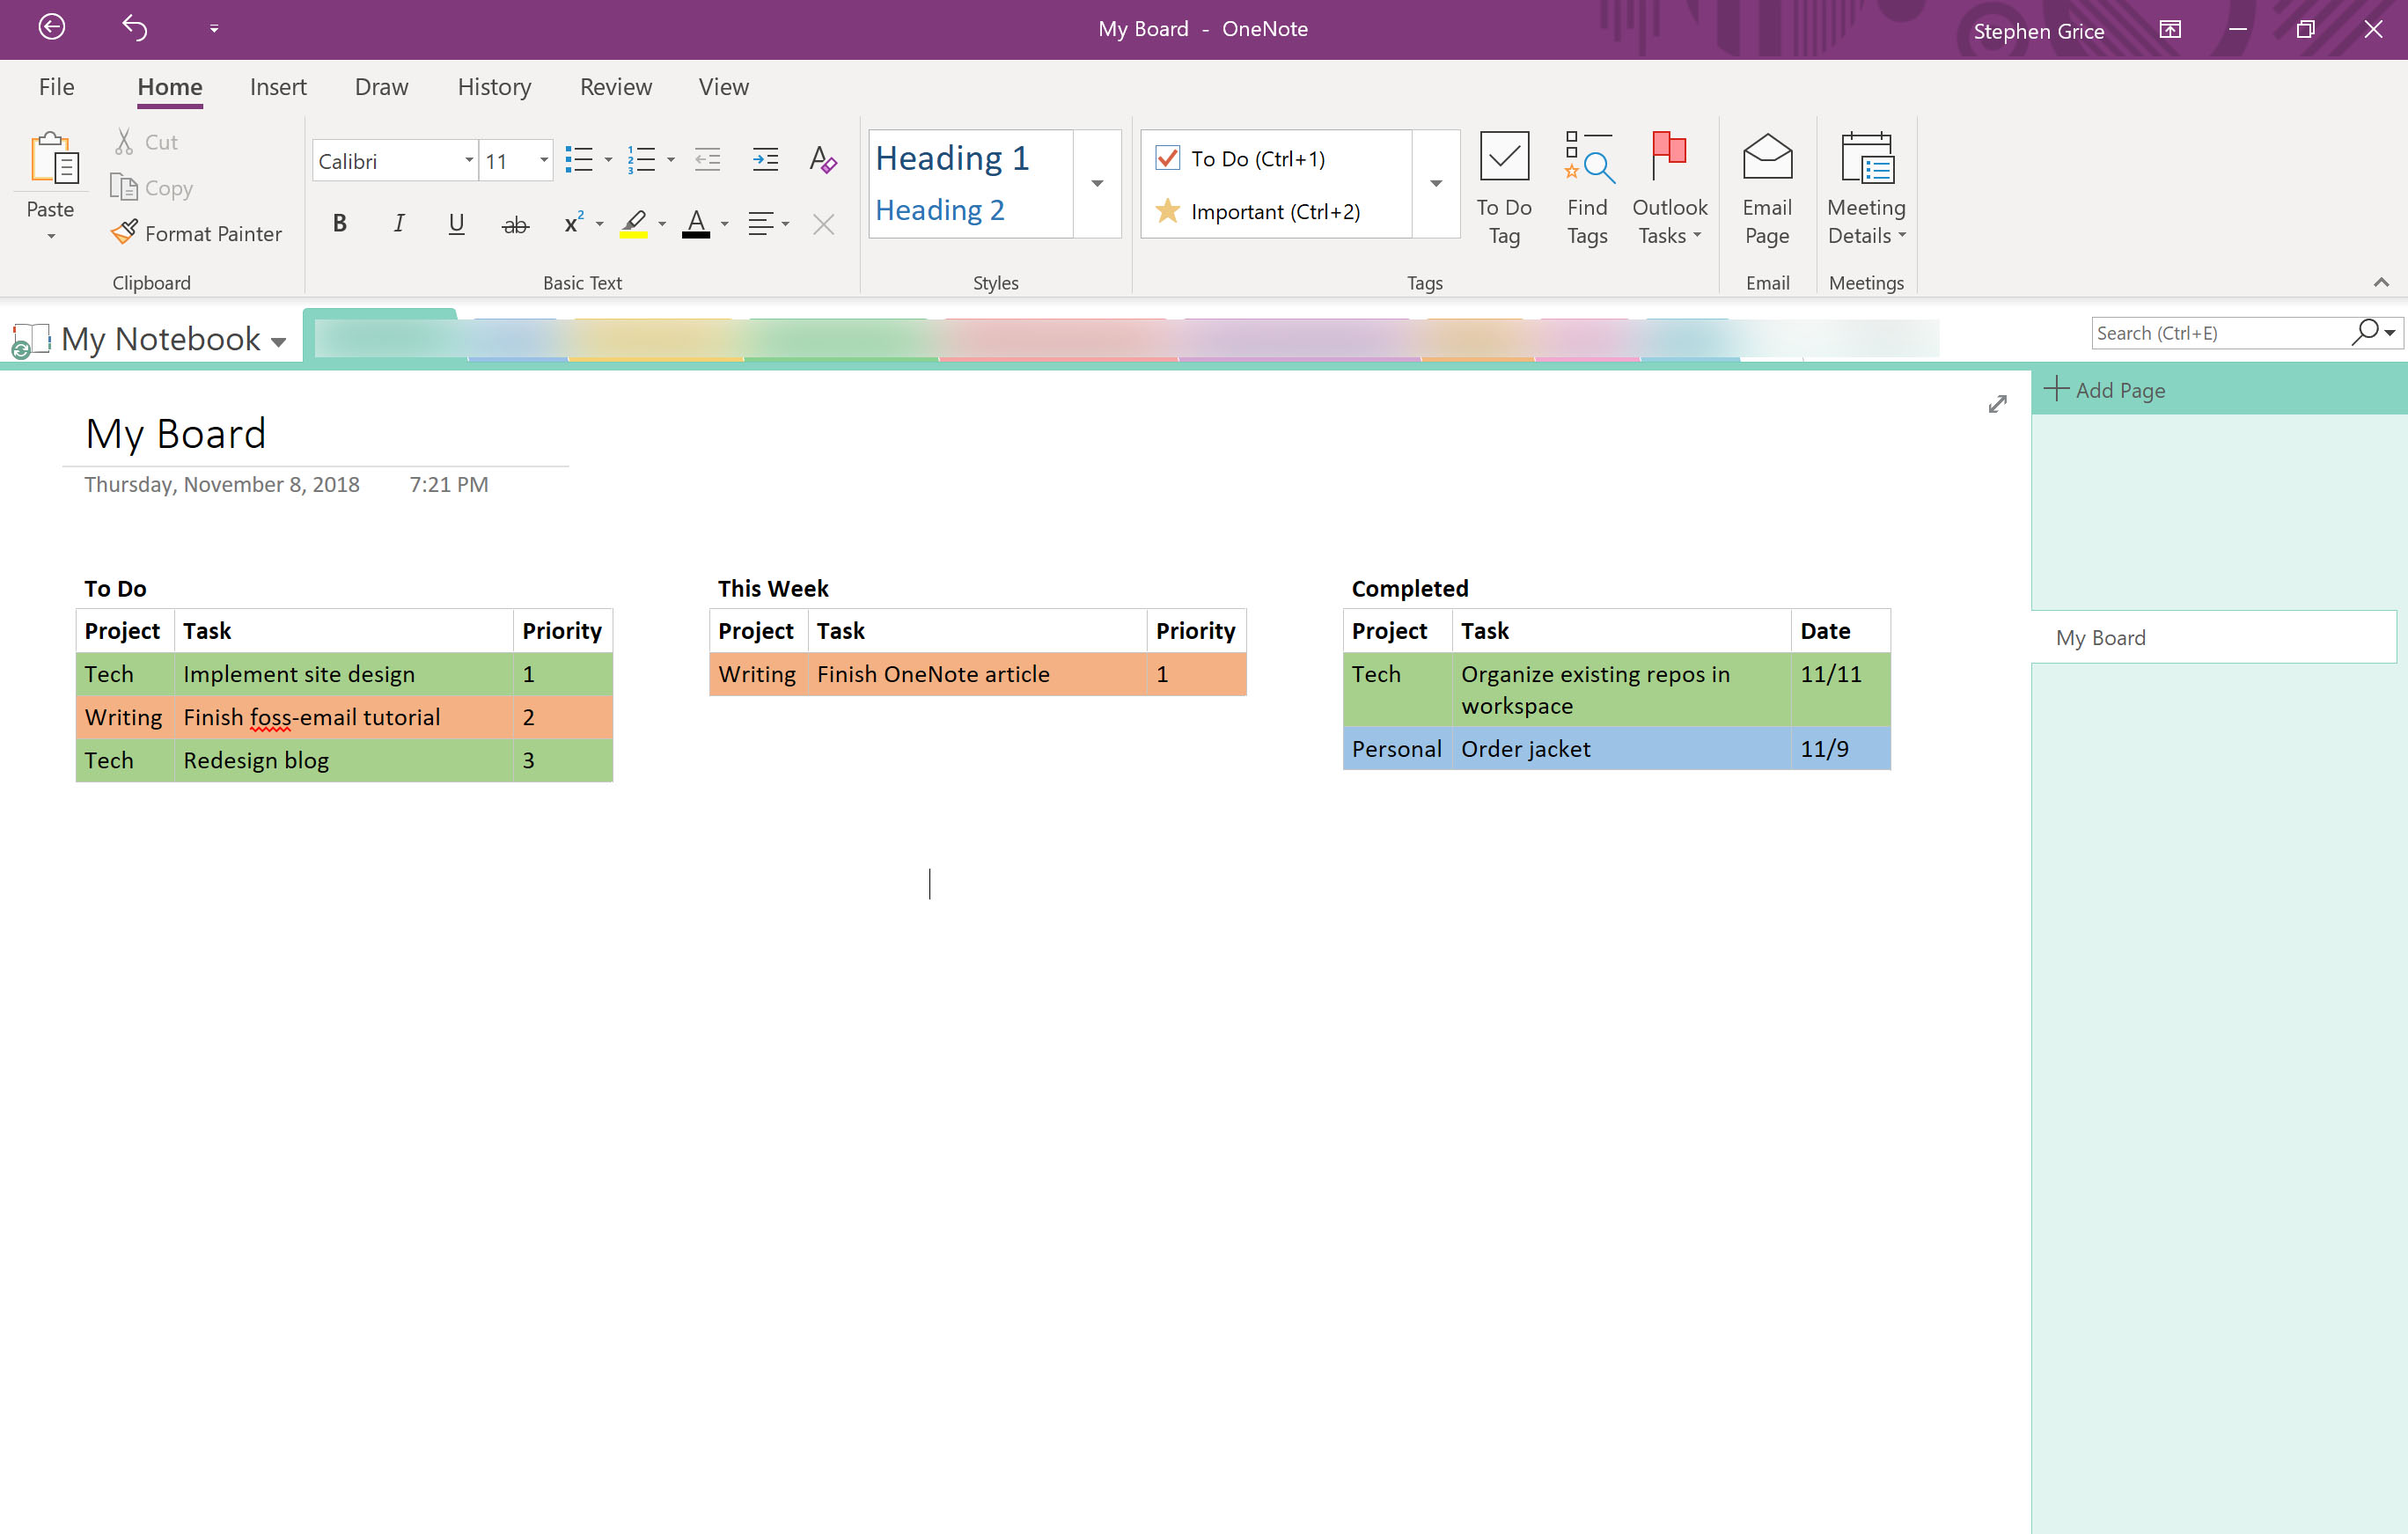 My Board - OneNote
Stephen Grice
File Home Insert Draw History Review View
Paste
Cut
Copy
Format Painter
Clipboard
Calibri 11
B I U ab x² A
Basic Text
Heading 1
Heading 2
Styles
To Do (Ctrl+1)
Important (Ctrl+2)
To Do Tag
Find Tags
Outlook Tasks
Tags
Email Page
Email
Meeting Details
Meetings
My Notebook
Search (Ctrl+E)
Add Page
My Board
My Board
Thursday, November 8, 2018 7:21 PM
To Do
Project Task Priority
Tech Implement site design 1
Writing Finish foss-email tutorial 2
Tech Redesign blog 3
This Week
Project Task Priority
Writing Finish OneNote article 1
Completed
Project Task Date
Tech Organize existing repos in workspace 11/11
Personal Order jacket 11/9